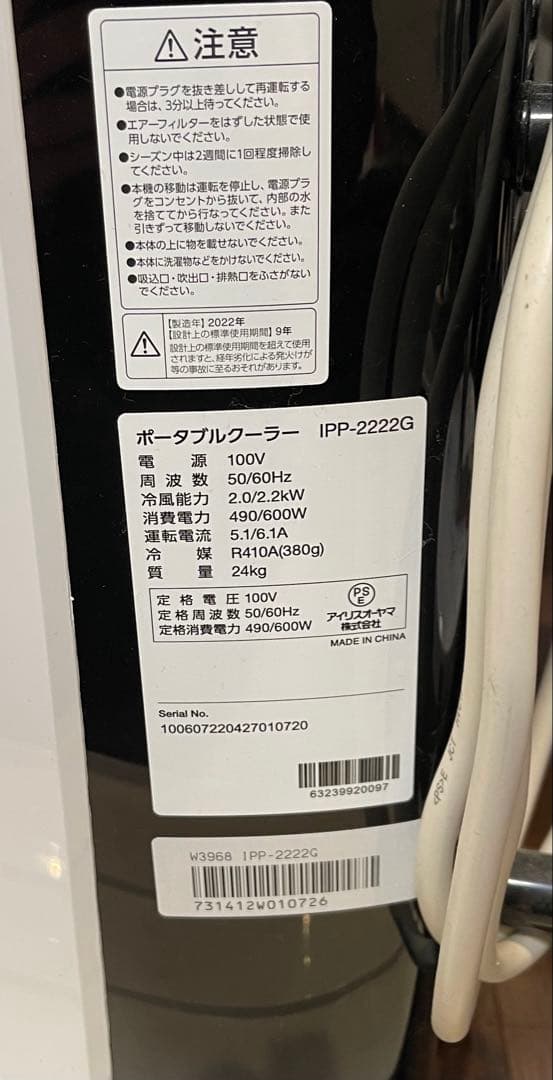 ⚠注意
●電源プラグを抜き差しして再運転する
場合は、3分以上待ってください。
●エアーフィルターをはずした状態で使
用しないでください。
●シーズン中は2週間に1回程度掃除し
てください。
●本機の移動は運転を停止し、電源プラ
グをコンセントから抜いて、内部の水
を捨ててから行なってください。また
引きずって移動しないでください。
●本体の上に物を載せないでください。
●本体に洗濯物などをかけないでください。
●吸込口・吹出口・排熱口をふさがない
でください。
【製造年】2022年
【設計上の標準使用期間】9年
設計上の標準使用期間を超えて使用
されますと、経年劣化による発火けが
等の事故に至るおそれがあります。
ポータブルクーラー IPP-2222G
電源 100V
周波数 50/60Hz
冷風能力 2.0/2.2kW
消費電力 490/600W
運転電流 5.1/6.1A
冷媒 R410A(380g)
質量 24kg
定格電圧 100V
定格周波数 50/60Hz
定格消費電力 490/600W
PSE
アイリスオーヤマ
株式会社
MADE IN CHINA
Serial No.
100607220427010720
63239920097
W3968 IPP-2222G
731412W010726